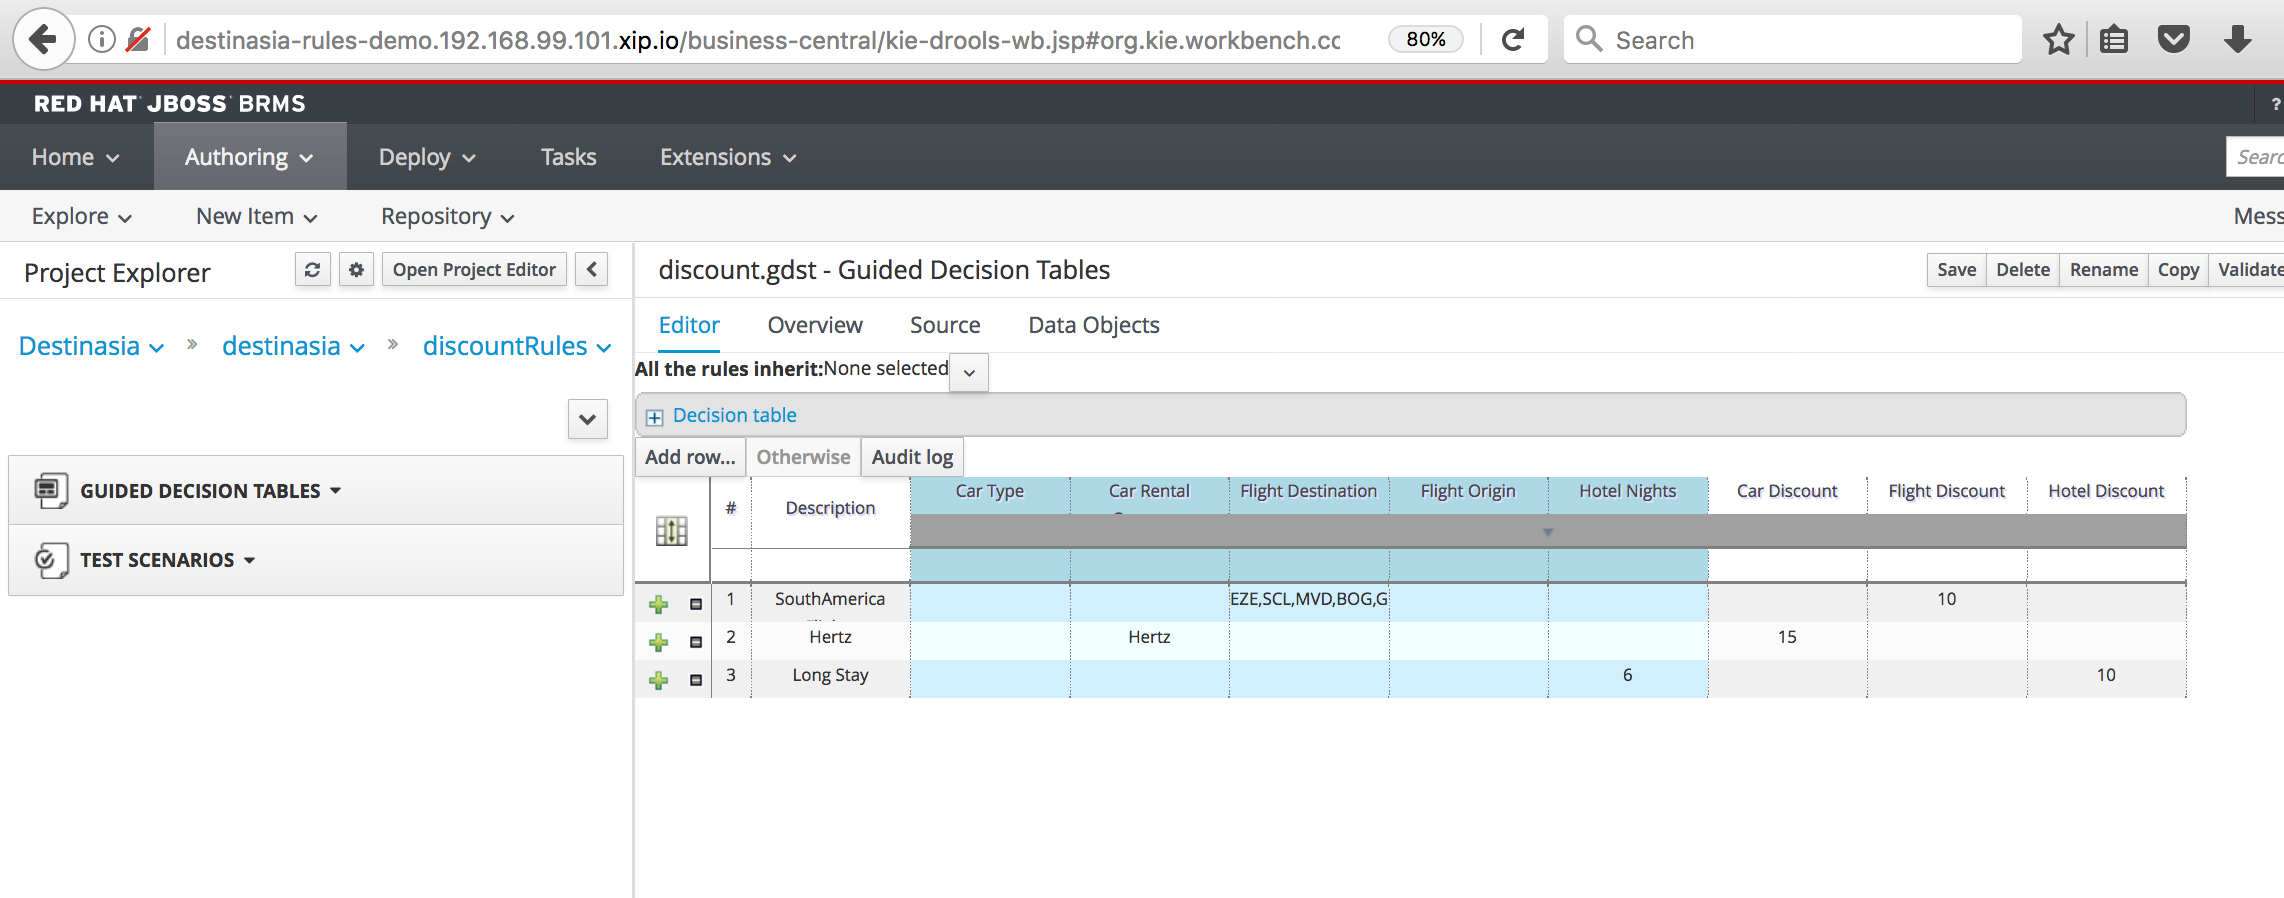 destinasia-rules-demo.192.168.99.101.xip.io/business-central/kie-drools-wb.jsp#org.kie.workbench.cc
80%
Search
RED HAT JBOSS BRMS
?
Home
Authoring
Deploy
Tasks
Extensions
Searc
Explore
New Item
Repository
Mess
Project Explorer
Open Project Editor
discount.gdst - Guided Decision Tables
Save
Delete
Rename
Copy
Validate
Destinasia » destinasia » discountRules
Editor
Overview
Source
Data Objects
All the rules inherit:None selected
Decision table
Add row...
Otherwise
Audit log
GUIDED DECISION TABLES
TEST SCENARIOS
# Description Car Type Car Rental Flight Destination Flight Origin Hotel Nights Car Discount Flight Discount Hotel Discount
1 SouthAmerica EZE,SCL,MVD,BOG,G 10
2 Hertz Hertz 15
3 Long Stay 6 10